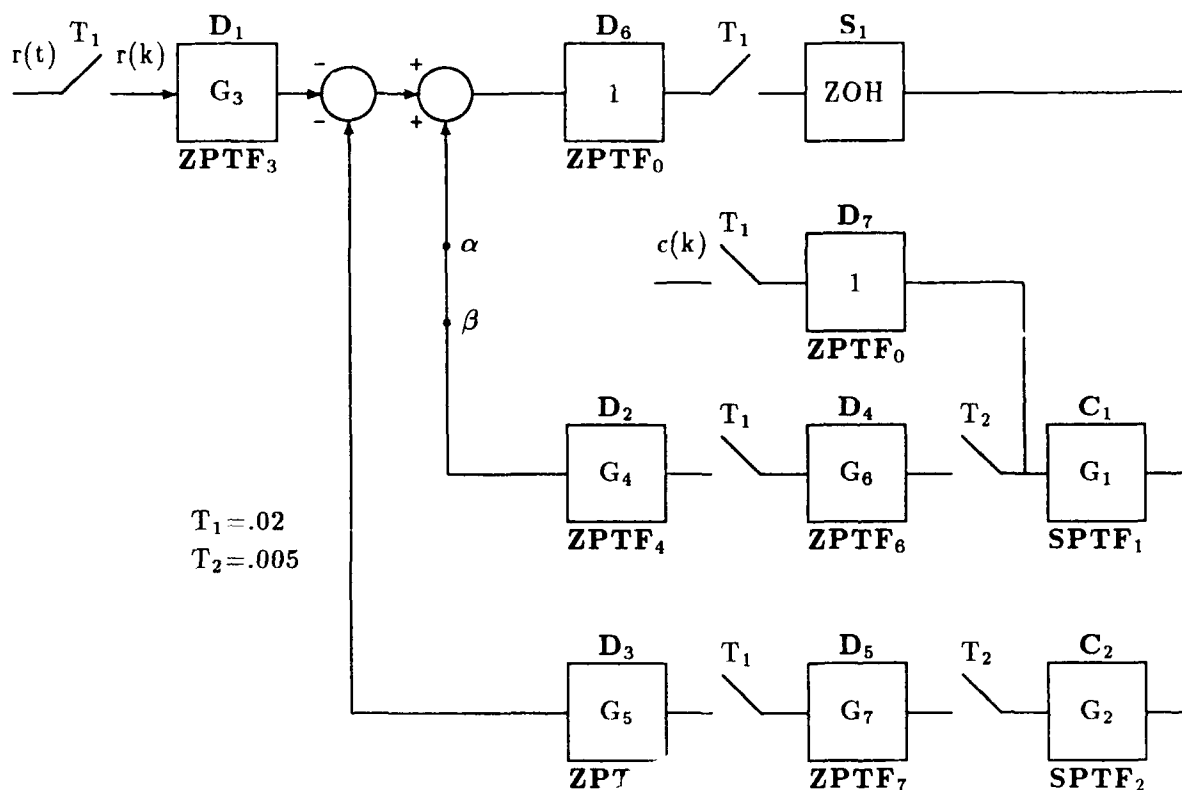 D₁ D₆ S₁
r(t) T₁ r(k) G₃ - + 1 T₁ ZOH
- +
ZPTF₃ ZPTF₀
α
β
c(k) T₁ D₇
1
ZPTF₀
D₂ T₁ D₄ T₂ C₁
G₄ G₆ G₁
ZPTF₄ ZPTF₆ SPTF₁
T₁=.02
T₂=.005
D₃ T₁ D₅ T₂ C₂
G₅ G₇ G₂
ZPT ZPTF₇ SPTF₂